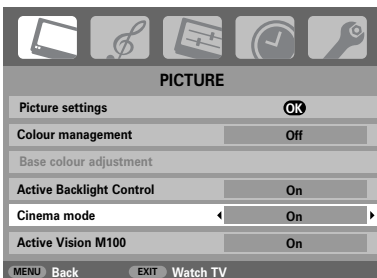 PICTURE
Picture settings OK
Colour management Off
Base colour adjustment
Active Backlight Control On
Cinema mode On
Active Vision M100 On
MENU Back EXIT Watch TV